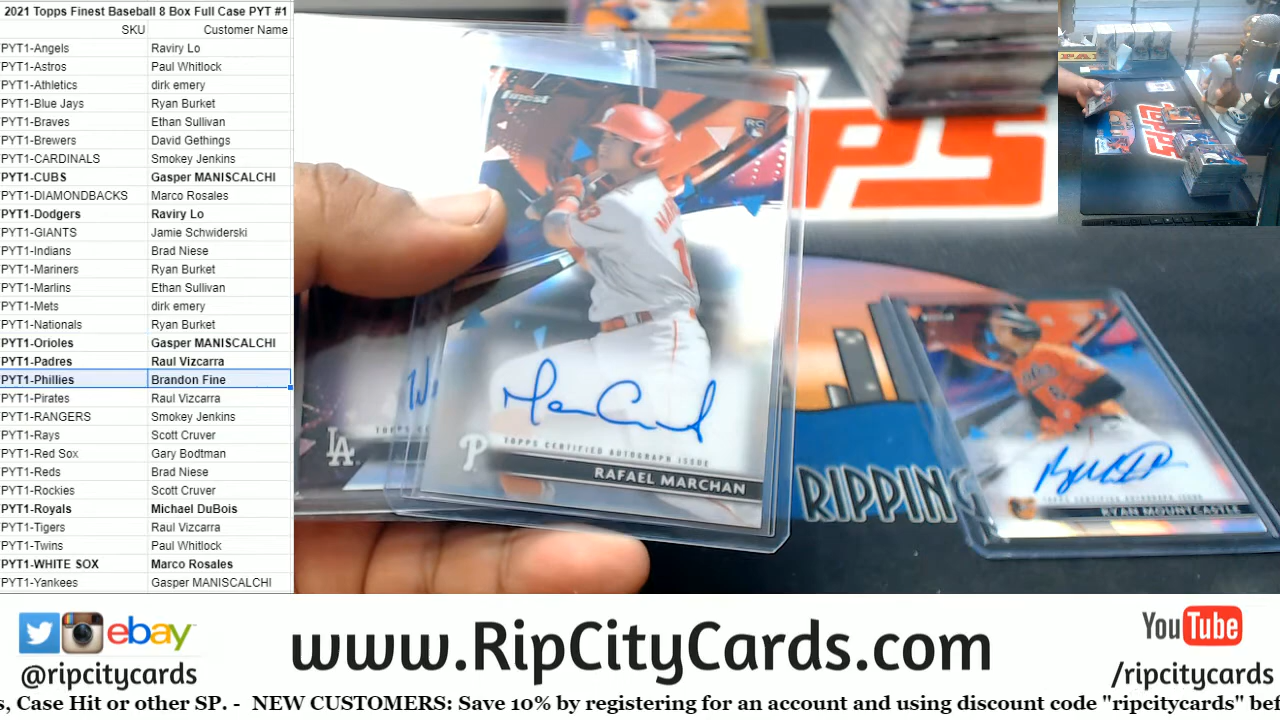 2021 Topps Finest Baseball 8 Box Full Case PYT #1
SKU Customer Name
PYT1-Angels Raviry Lo
PYT1-Astros Paul Whitlock
PYT1-Athletics dirk emery
PYT1-Blue Jays Ryan Burket
PYT1-Braves Ethan Sullivan
PYT1-Brewers David Gethings
PYT1-CARDINALS Smokey Jenkins
PYT1-CUBS Gasper MANISCALCHI
PYT1-DIAMONDBACKS Marco Rosales
PYT1-Dodgers Raviry Lo
PYT1-GIANTS Jamie Schwiderski
PYT1-Indians Brad Niese
PYT1-Mariners Ryan Burket
PYT1-Marlins Ethan Sullivan
PYT1-Mets dirk emery
PYT1-Nationals Ryan Burket
PYT1-Orioles Gasper MANISCALCHI
PYT1-Padres Raul Vizcarra
PYT1-Phillies Brandon Fine
PYT1-Pirates Raul Vizcarra
PYT1-RANGERS Smokey Jenkins
PYT1-Rays Scott Cruver
PYT1-Red Sox Gary Bodtman
PYT1-Reds Brad Niese
PYT1-Rockies Scott Cruver
PYT1-Royals Michael DuBois
PYT1-Tigers Raul Vizcarra
PYT1-Twins Paul Whitlock
PYT1-WHITE SOX Marco Rosales
PYT1-Yankees Gasper MANISCALCHI
finest
RC
LA
P
TOPPS CERTIFIED AUTOGRAPH ISSUE
RAFAEL MARCHAN
PS
RIPPING
TOPPS CERTIFIED AUTOGRAPH ISSUE
RYAN MOUNTCASTLE
ebay
@ripcitycards
www.RipCityCards.com
YouTube
/ripcitycards
s, Case Hit or other SP. - NEW CUSTOMERS: Save 10% by registering for an account and using discount code "ripcitycards" bef